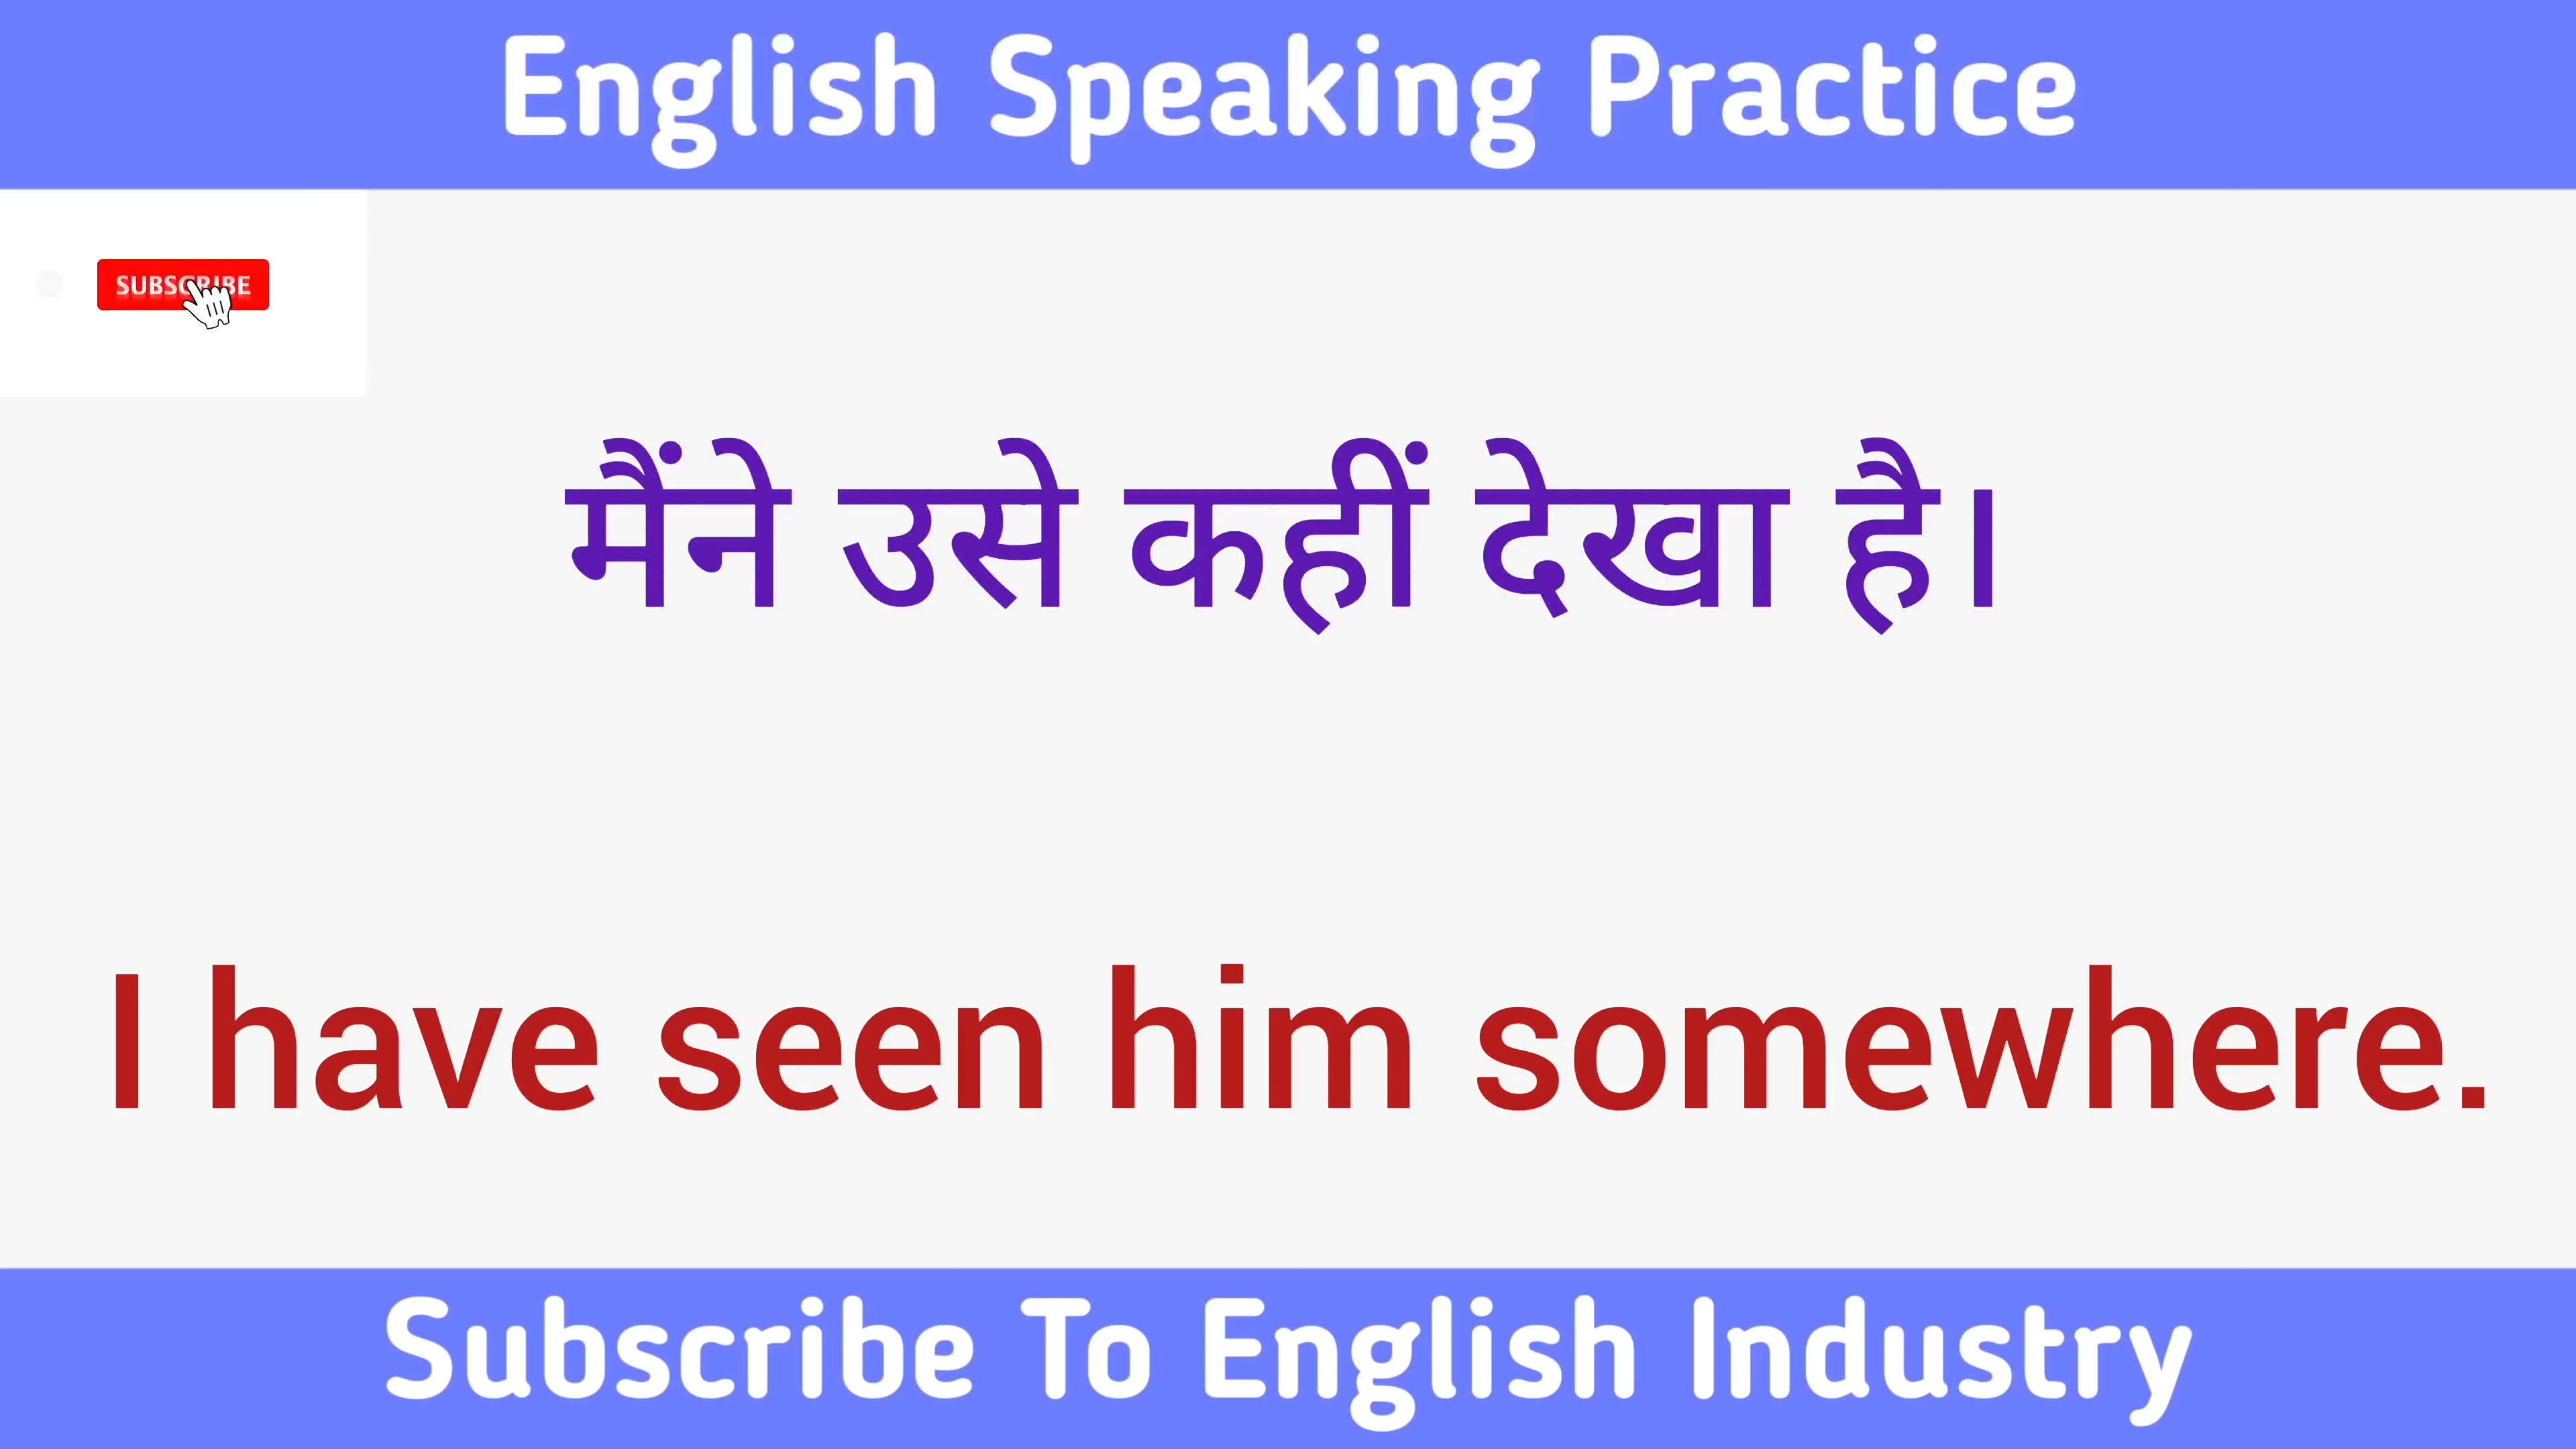 English Speaking Practice
SUBSCRIBE
मैंने उसे कहीं देखा है।
I have seen him somewhere.
Subscribe To English Industry